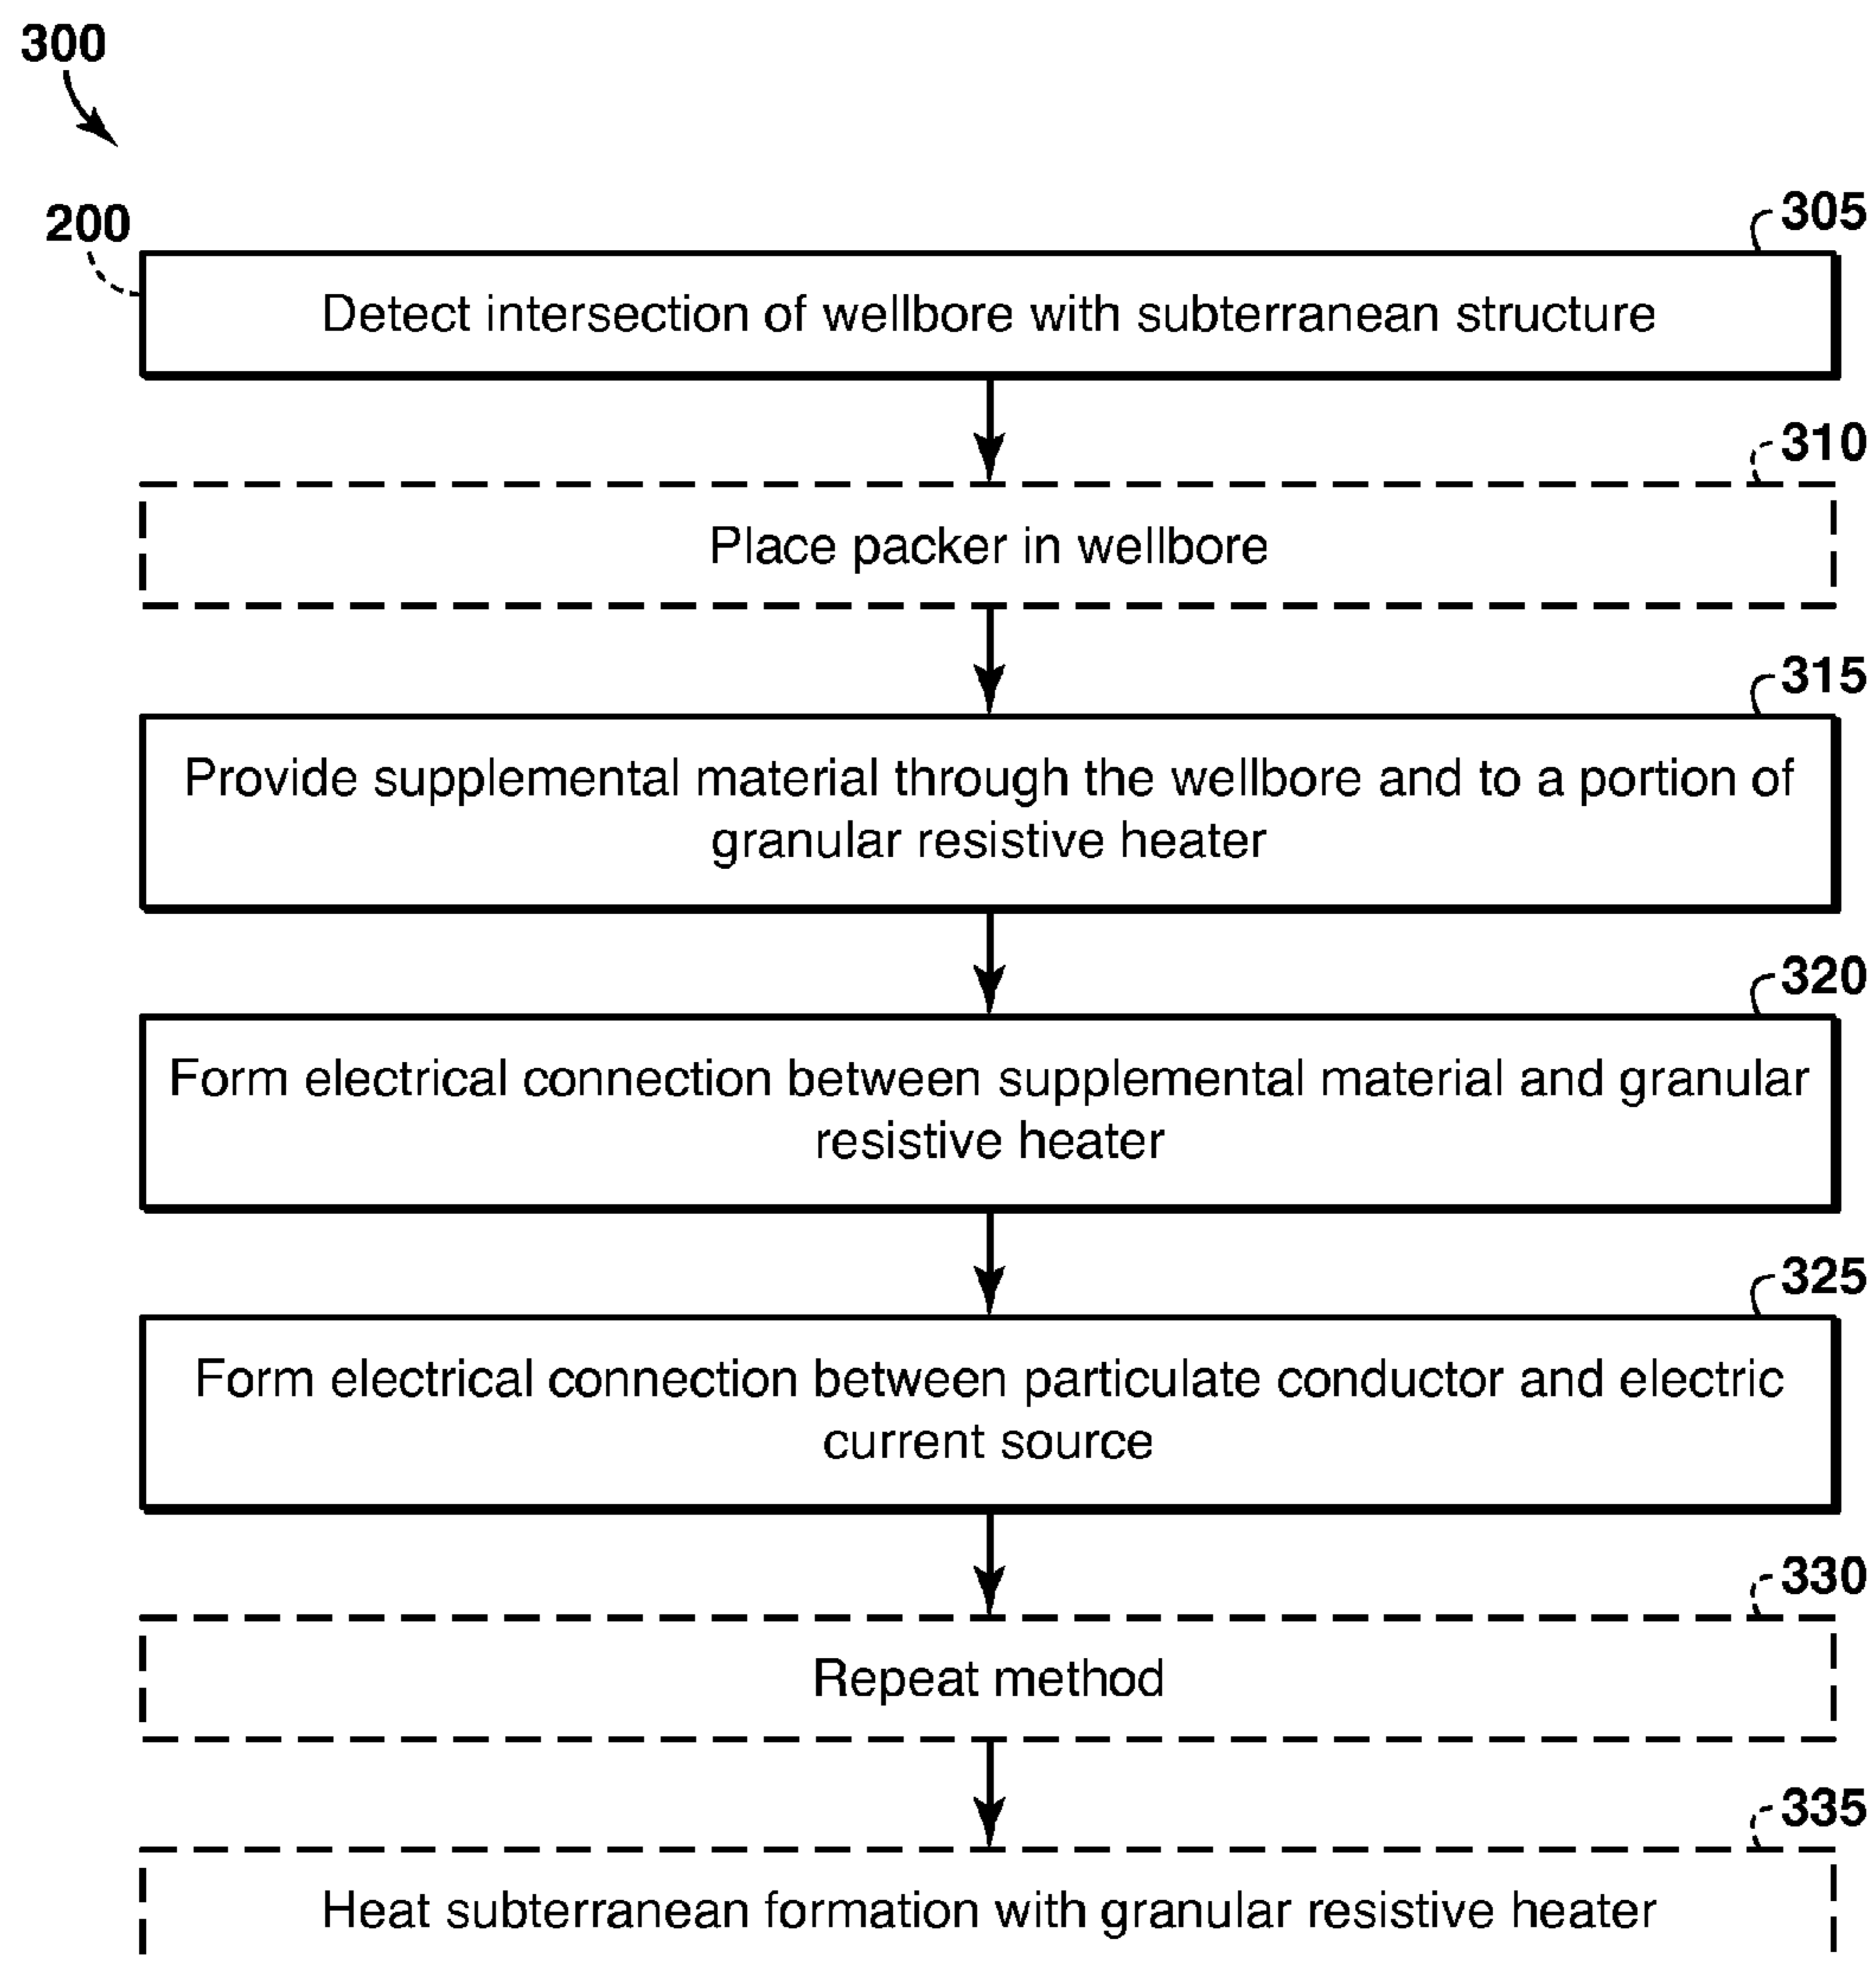 300
200
305
Detect intersection of wellbore with subterranean structure
310
Place packer in wellbore
315
Provide supplemental material through the wellbore and to a portion of
granular resistive heater
320
Form electrical connection between supplemental material and granular
resistive heater
325
Form electrical connection between particulate conductor and electric
current source
330
Repeat method
335
Heat subterranean formation with granular resistive heater